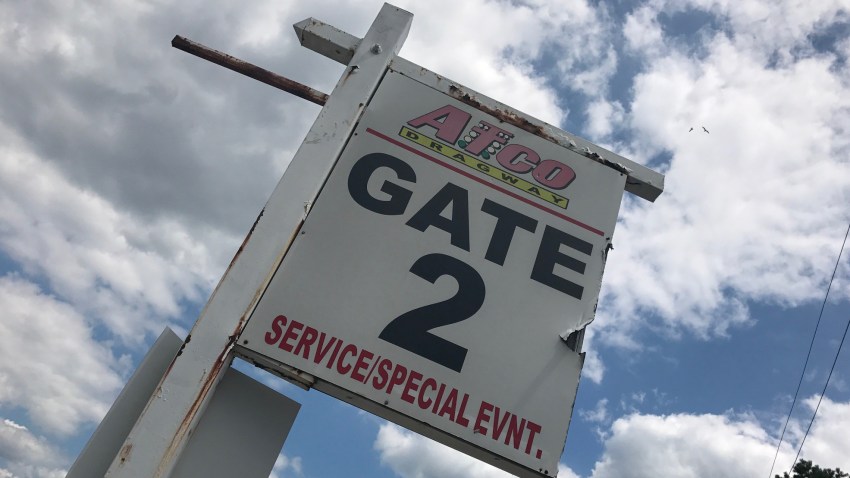 Atco
DRAGWAY
GATE
2
SERVICE/SPECIAL EVNT.